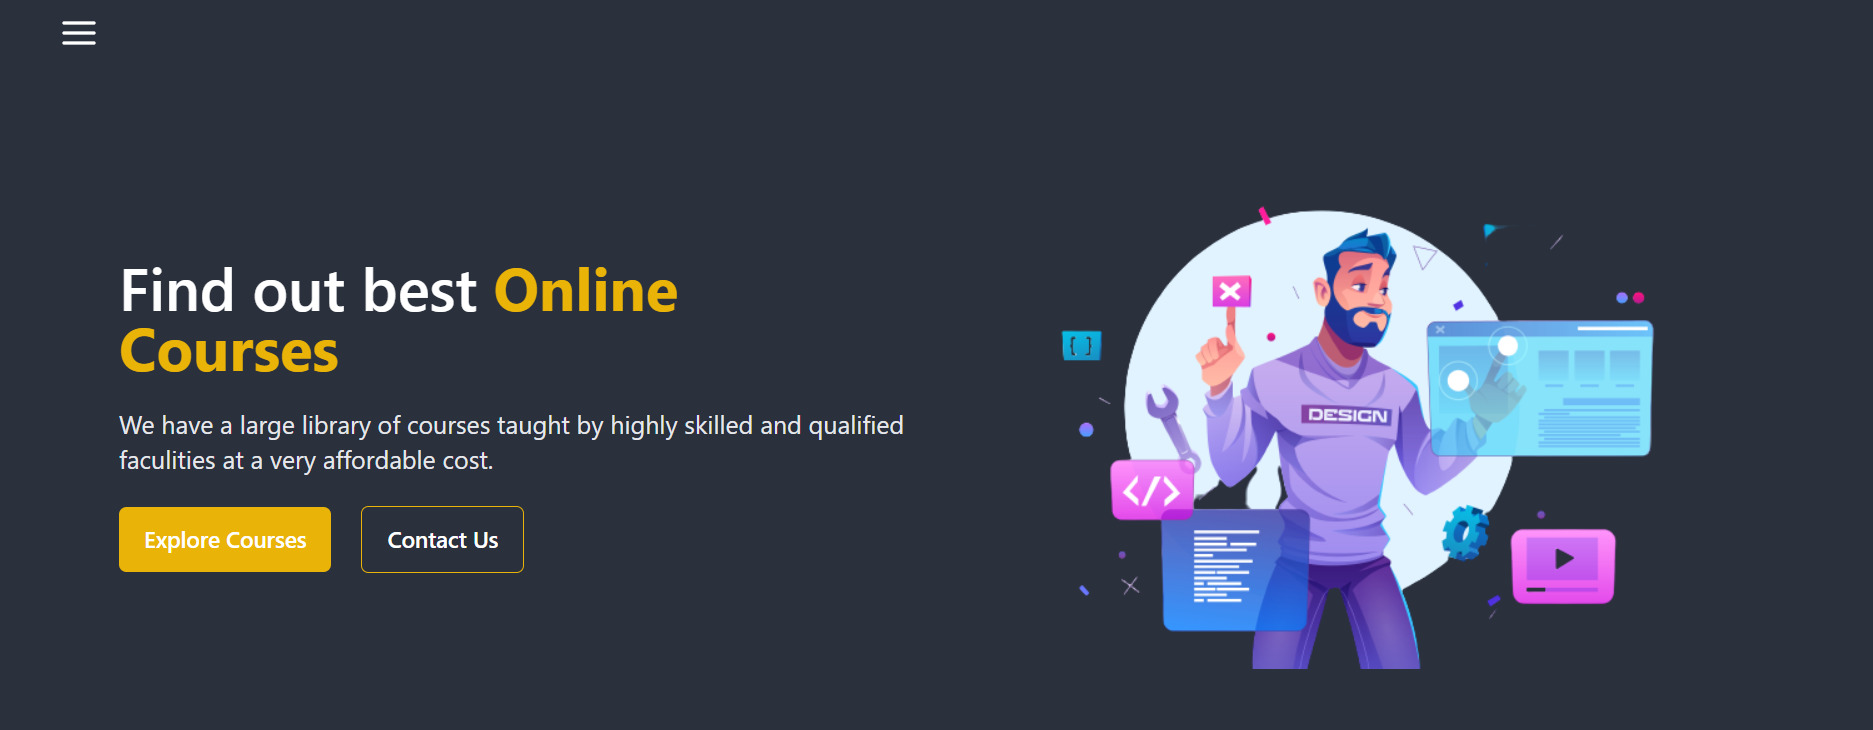 Find out best Online
Courses
We have a large library of courses taught by highly skilled and qualified
faculities at a very affordable cost.
Explore Courses
Contact Us
DESIGN
{ }
</>